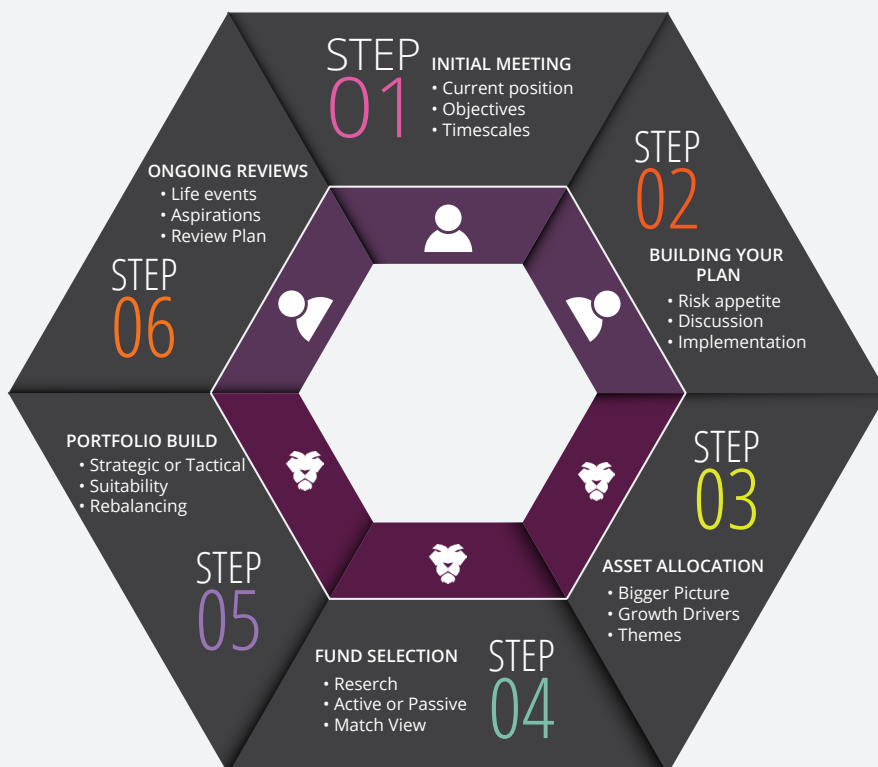 STEP
01
INITIAL MEETING
• Current position
• Objectives
• Timescales
STEP
02
BUILDING YOUR
PLAN
• Risk appetite
• Discussion
• Implementation
STEP
03
ASSET ALLOCATION
• Bigger Picture
• Growth Drivers
• Themes
STEP
04
FUND SELECTION
• Reserch
• Active or Passive
• Match View
PORTFOLIO BUILD
• Strategic or Tactical
• Suitability
• Rebalancing
STEP
05
ONGOING REVIEWS
• Life events
• Aspirations
• Review Plan
STEP
06